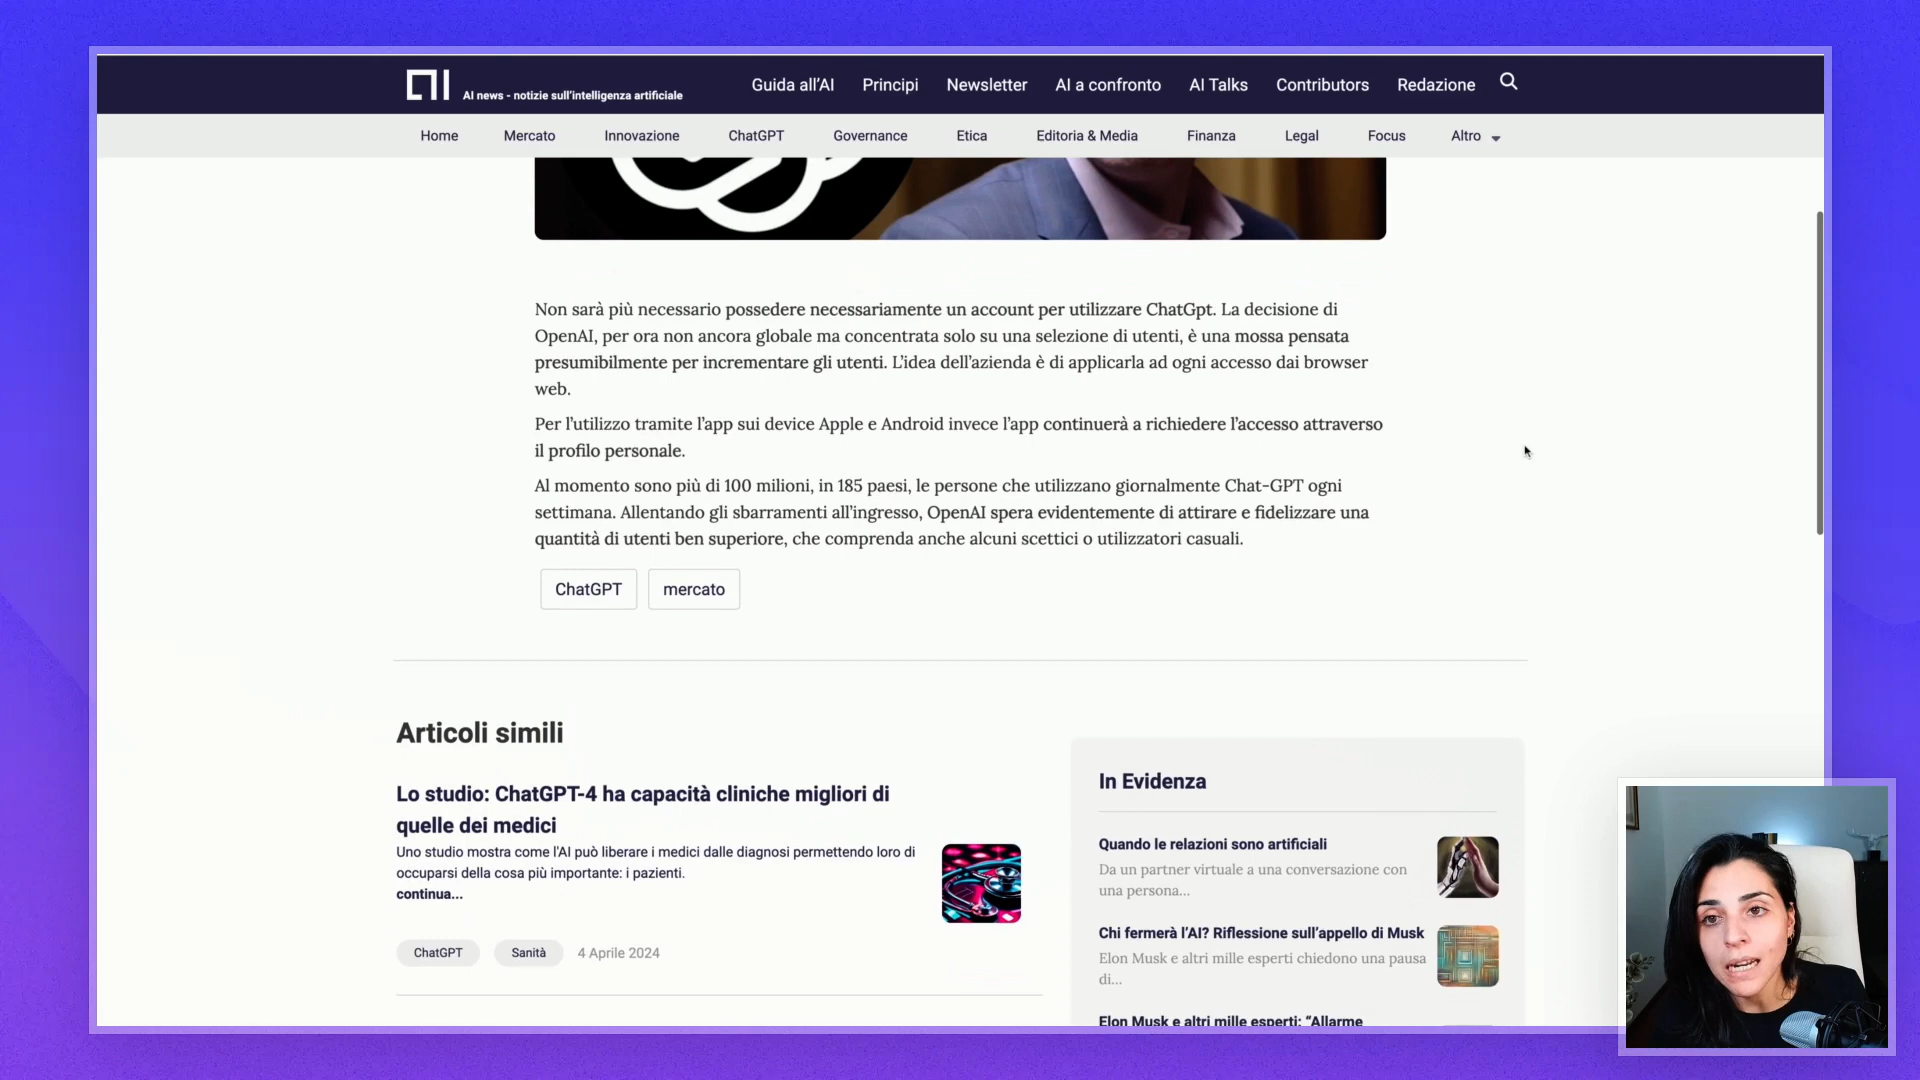 AI news - notizie sull'intelligenza artificiale
Guida all'AI Principi Newsletter AI a confronto AI Talks Contributors Redazione
Home Mercato Innovazione ChatGPT Governance Etica Editoria & Media Finanza Legal Focus Altro
Non sarà più necessario possedere necessariamente un account per utilizzare ChatGpt. La decisione di
OpenAI, per ora non ancora globale ma concentrata solo su una selezione di utenti, è una mossa pensata
presumibilmente per incrementare gli utenti. L'idea dell'azienda è di applicarla ad ogni accesso dai browser
web.
Per l'utilizzo tramite l'app sui device Apple e Android invece l'app continuerà a richiedere l'accesso attraverso
il profilo personale.
Al momento sono più di 100 milioni, in 185 paesi, le persone che utilizzano giornalmente Chat-GPT ogni
settimana. Allentando gli sbarramenti all'ingresso, OpenAI spera evidentemente di attirare e fidelizzare una
quantità di utenti ben superiore, che comprenda anche alcuni scettici o utilizzatori casuali.
ChatGPT mercato
Articoli simili
Lo studio: ChatGPT-4 ha capacità cliniche migliori di
quelle dei medici
Uno studio mostra come l'AI può liberare i medici dalle diagnosi permettendo loro di
occuparsi della cosa più importante: i pazienti.
continua...
ChatGPT Sanità 4 Aprile 2024
In Evidenza
Quando le relazioni sono artificiali
Da un partner virtuale a una conversazione con
una persona...
Chi fermerà l'AI? Riflessione sull'appello di Musk
Elon Musk e altri mille esperti chiedono una pausa
di...
Elon Musk e altri mille esperti: “Allarme